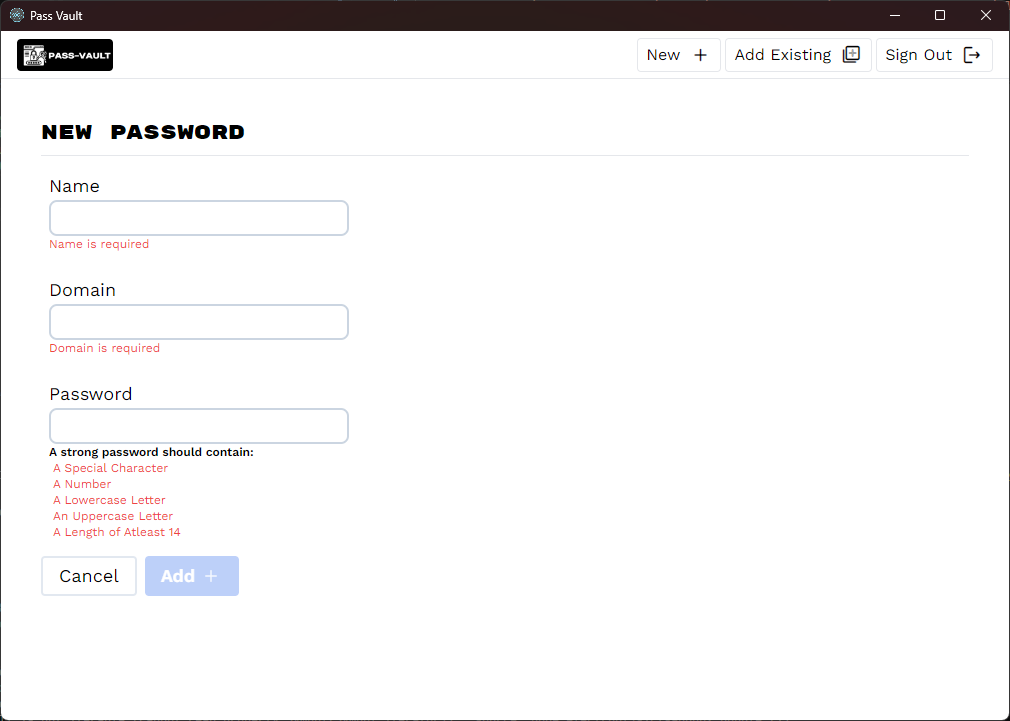 Pass Vault
PASS-VAULT
New
Add Existing
Sign Out
NEW PASSWORD
Name
Name is required
Domain
Domain is required
Password
A strong password should contain:
A Special Character
A Number
A Lowercase Letter
An Uppercase Letter
A Length of Atleast 14
Cancel
Add +